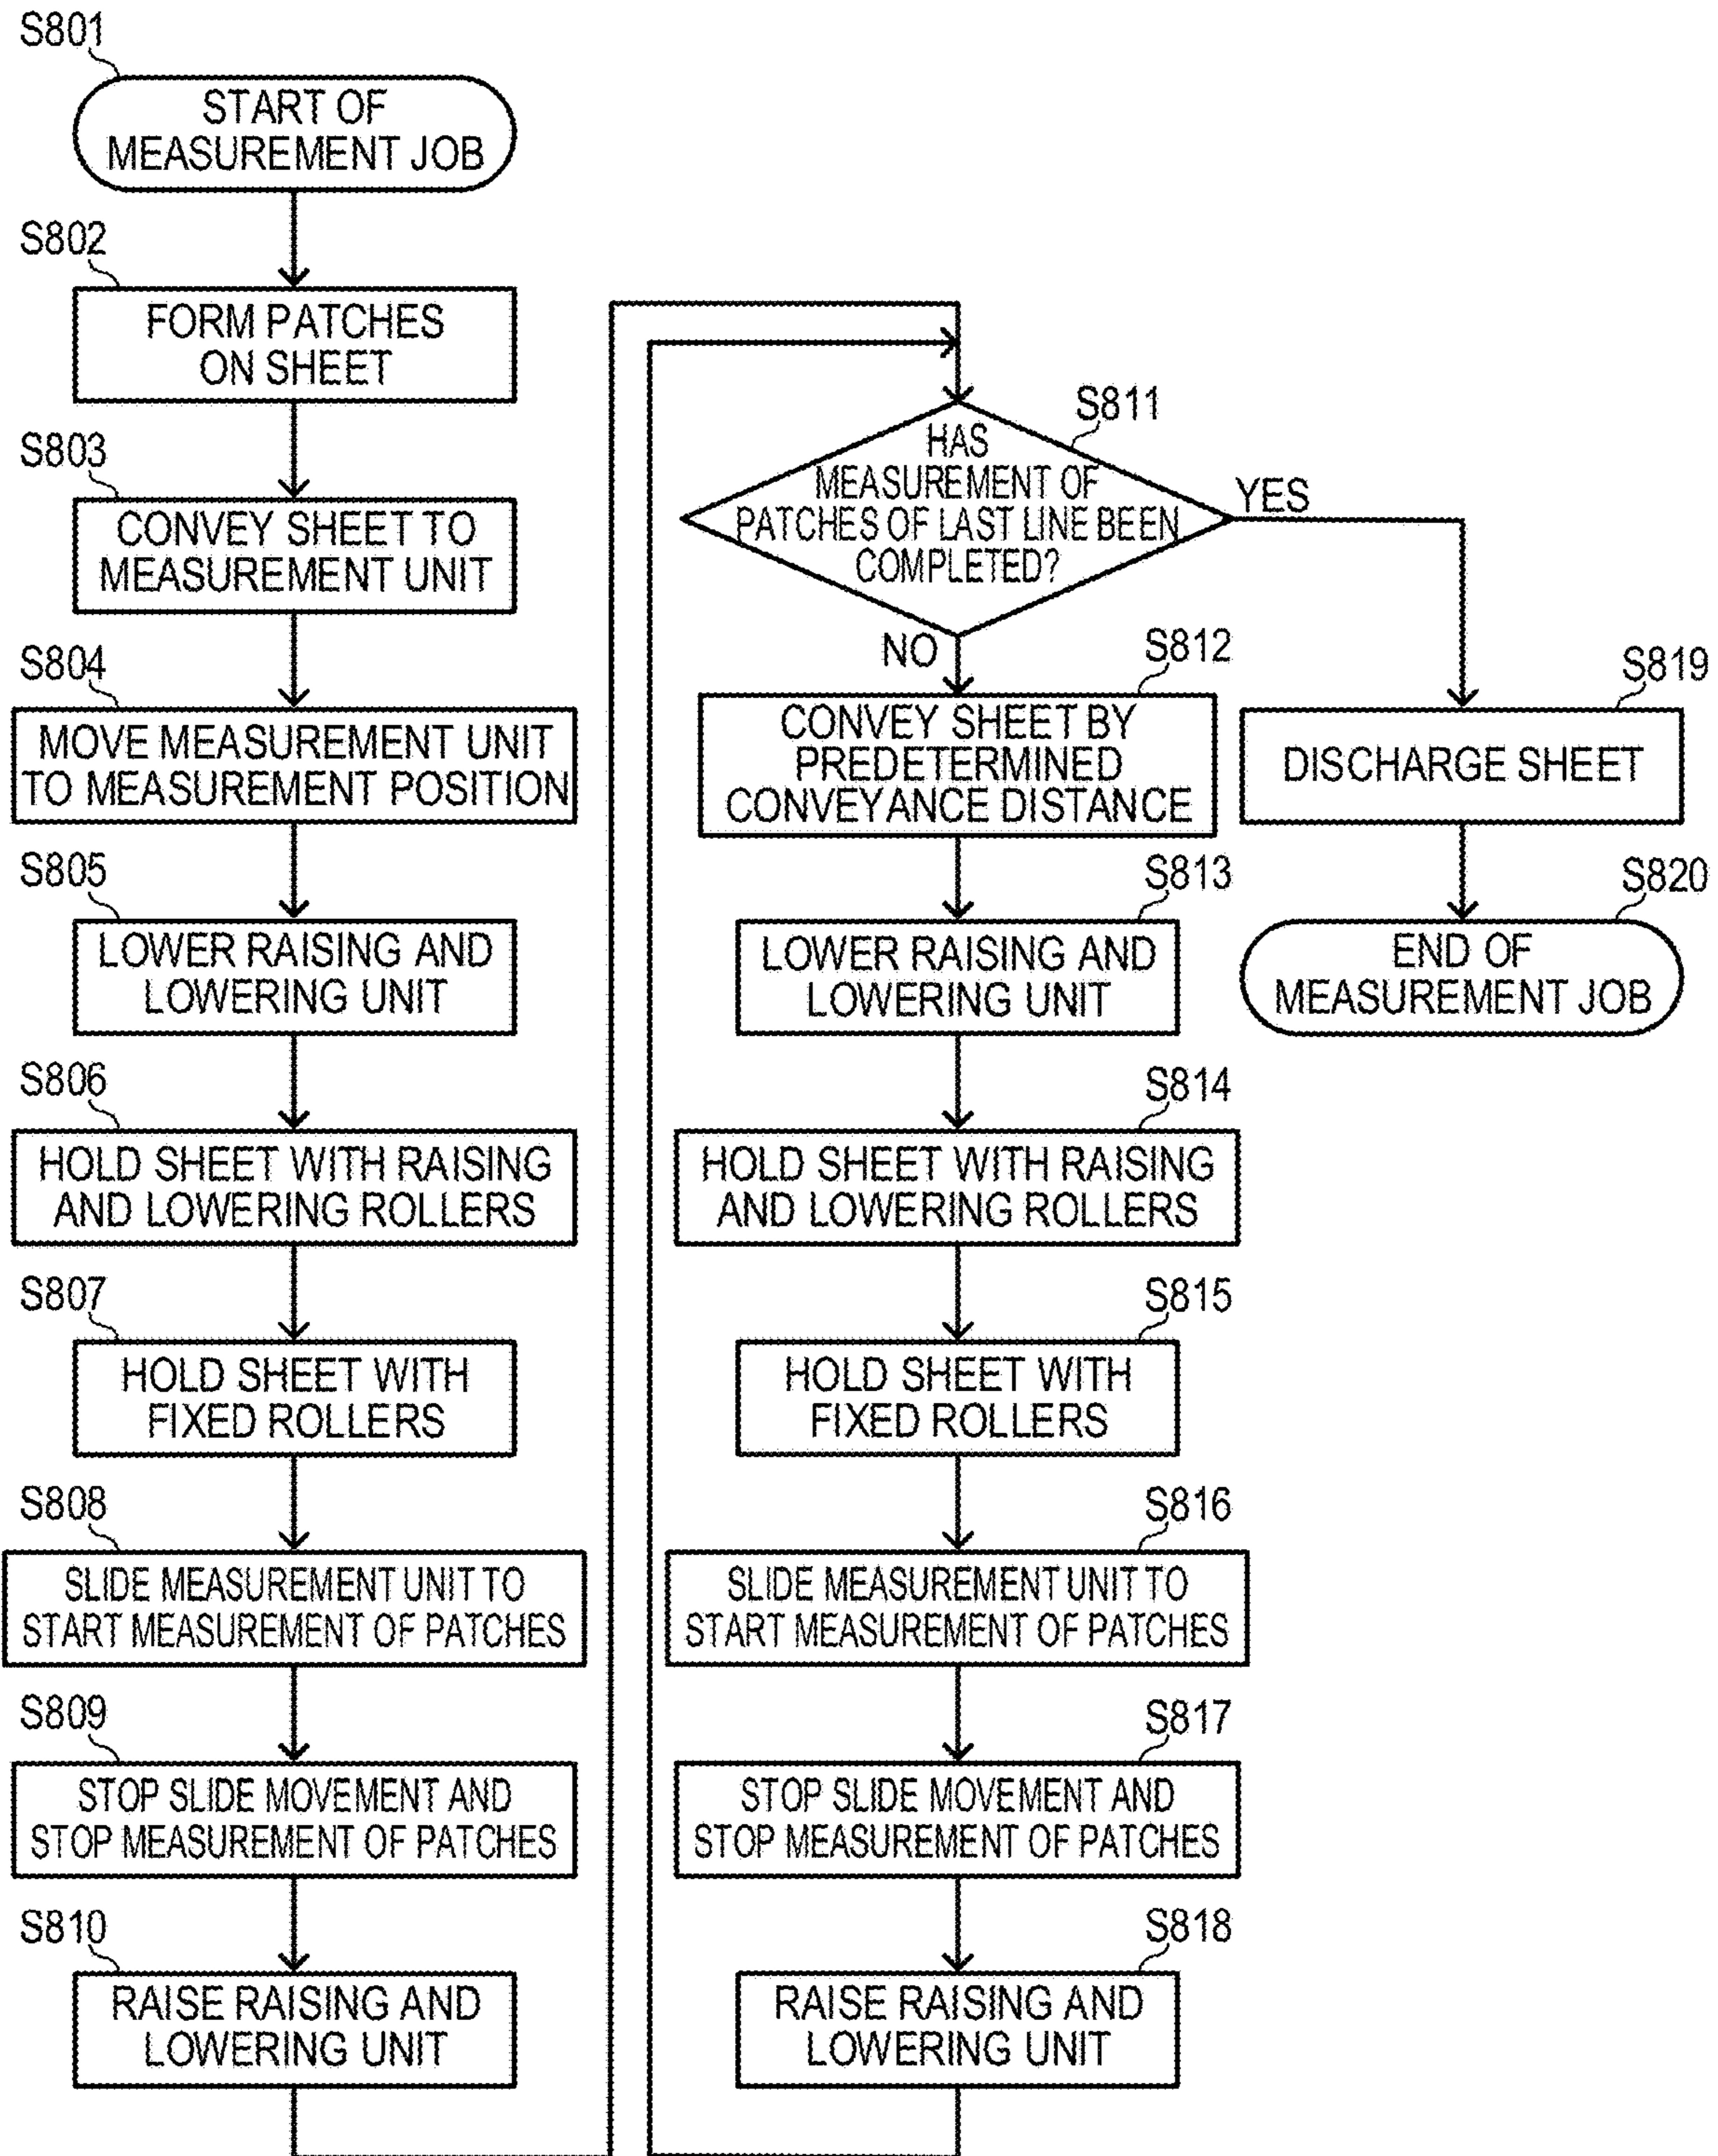 S801
START OF
MEASUREMENT JOB
S802
FORM PATCHES
ON SHEET
S803
CONVEY SHEET TO
MEASUREMENT UNIT
S804
MOVE MEASUREMENT UNIT
TO MEASUREMENT POSITION
S805
LOWER RAISING AND
LOWERING UNIT
S806
HOLD SHEET WITH RAISING
AND LOWERING ROLLERS
S807
HOLD SHEET WITH
FIXED ROLLERS
S808
SLIDE MEASUREMENT UNIT TO
START MEASUREMENT OF PATCHES
S809
STOP SLIDE MOVEMENT AND
STOP MEASUREMENT OF PATCHES
S810
RAISE RAISING AND
LOWERING UNIT
S811
HAS
MEASUREMENT OF
PATCHES OF LAST LINE BEEN
COMPLETED?
YES
NO
S812
CONVEY SHEET BY
PREDETERMINED
CONVEYANCE DISTANCE
S813
LOWER RAISING AND
LOWERING UNIT
S814
HOLD SHEET WITH RAISING
AND LOWERING ROLLERS
S815
HOLD SHEET WITH
FIXED ROLLERS
S816
SLIDE MEASUREMENT UNIT TO
START MEASUREMENT OF PATCHES
S817
STOP SLIDE MOVEMENT AND
STOP MEASUREMENT OF PATCHES
S818
RAISE RAISING AND
LOWERING UNIT
S819
DISCHARGE SHEET
S820
END OF
MEASUREMENT JOB